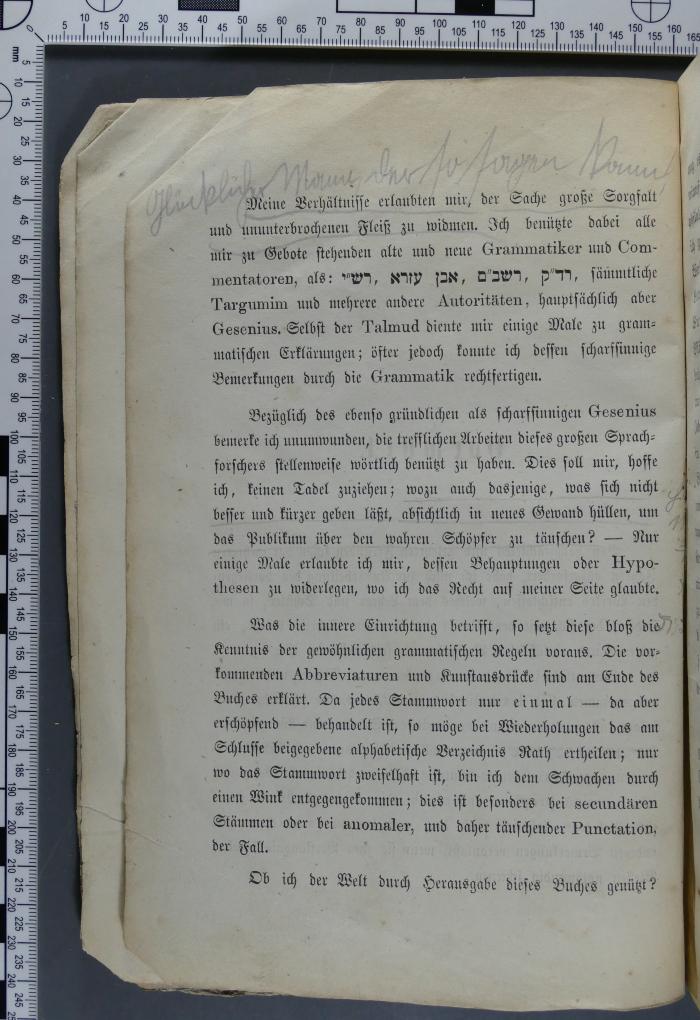 Glücklicher Mann der so sagen kann!
Meine Verhältnisse erlaubten mir, der Sache große Sorgfalt
und ununterbrochenen Fleiß zu widmen. Ich benützte dabei alle
mir zu Gebote stehenden alte und neue Grammatiker und Com-
mentatoren, als: רד"ק, רשב"ם, אבן עזרא, רש"י, sämmtliche
Targumim und mehrere andere Autoritäten, hauptsächlich aber
Gesenius. Selbst der Talmud diente mir einige Male zu gram-
matischen Erklärungen; öfter jedoch konnte ich dessen scharfsinnige
Bemerkungen durch die Grammatik rechtfertigen.
Bezüglich des ebenso gründlichen als scharfsinnigen Gesenius
bemerke ich unumwunden, die trefflichen Arbeiten dieses großen Sprach-
forschers stellenweise wörtlich benützt zu haben. Dies soll mir, hoffe
ich, keinen Tadel zuziehen; wozu auch dasjenige, was sich nicht
besser und kürzer geben läßt, absichtlich in neues Gewand hüllen, um
das Publikum über den wahren Schöpfer zu täuschen? — Nur
einige Male erlaubte ich mir, dessen Behauptungen oder Hypo-
thesen zu widerlegen, wo ich das Recht auf meiner Seite glaubte.
Was die innere Einrichtung betrifft, so setzt diese bloß die
Kenntnis der gewöhnlichen grammatischen Regeln voraus. Die vor-
kommenden Abbreviaturen und Kunstausdrücke sind am Ende des
Buches erklärt. Da jedes Stammwort nur einmal — da aber
erschöpfend — behandelt ist, so möge bei Wiederholungen das am
Schlusse beigegebene alphabetische Verzeichnis Rath ertheilen; nur
wo das Stammwort zweifelhaft ist, bin ich dem Schwachen durch
einen Wink entgegengekommen; dies ist besonders bei secundären
Stämmen oder bei anomaler, und daher täuschender Punctation,
der Fall.
Ob ich der Welt durch Herausgabe dieses Buches genützt?